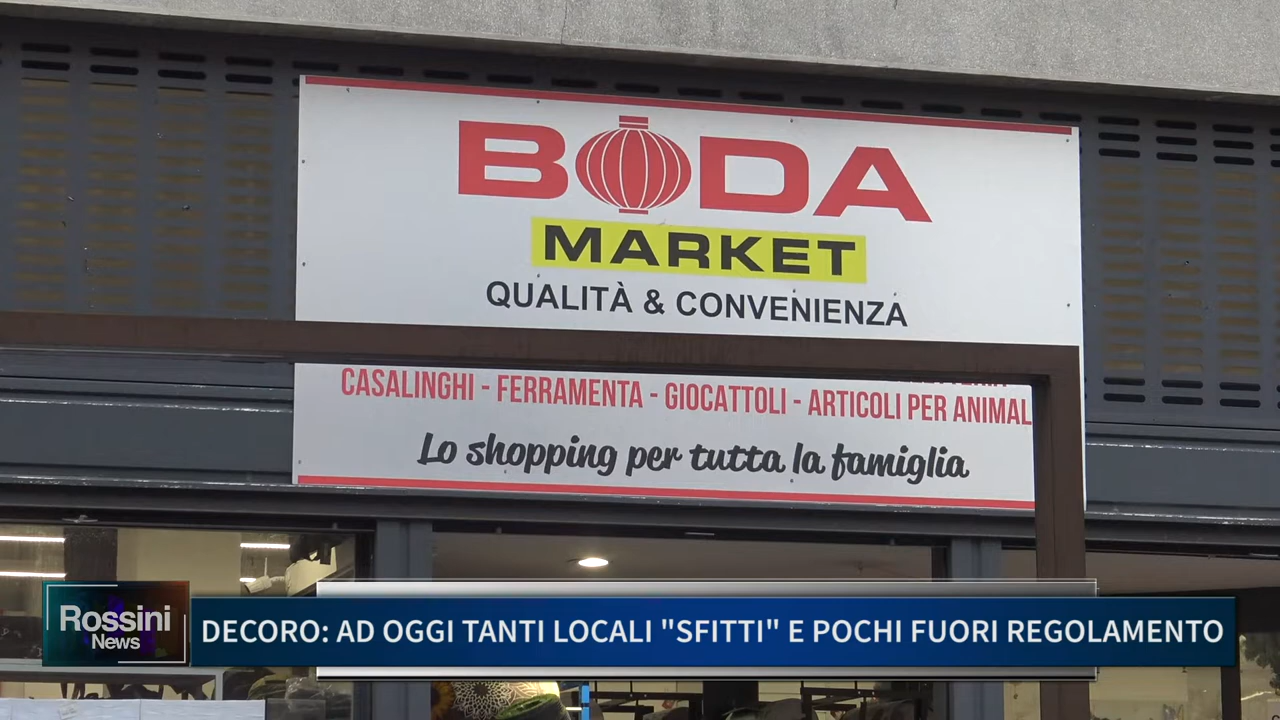 BODA
MARKET
QUALITÀ & CONVENIENZA
CASALINGHI - FERRAMENTA - GIOCATTOLI - ARTICOLI PER ANIMAL
Lo shopping per tutta la famiglia
Rossini
News
DECORO: AD OGGI TANTI LOCALI "SFITTI" E POCHI FUORI REGOLAMENTO